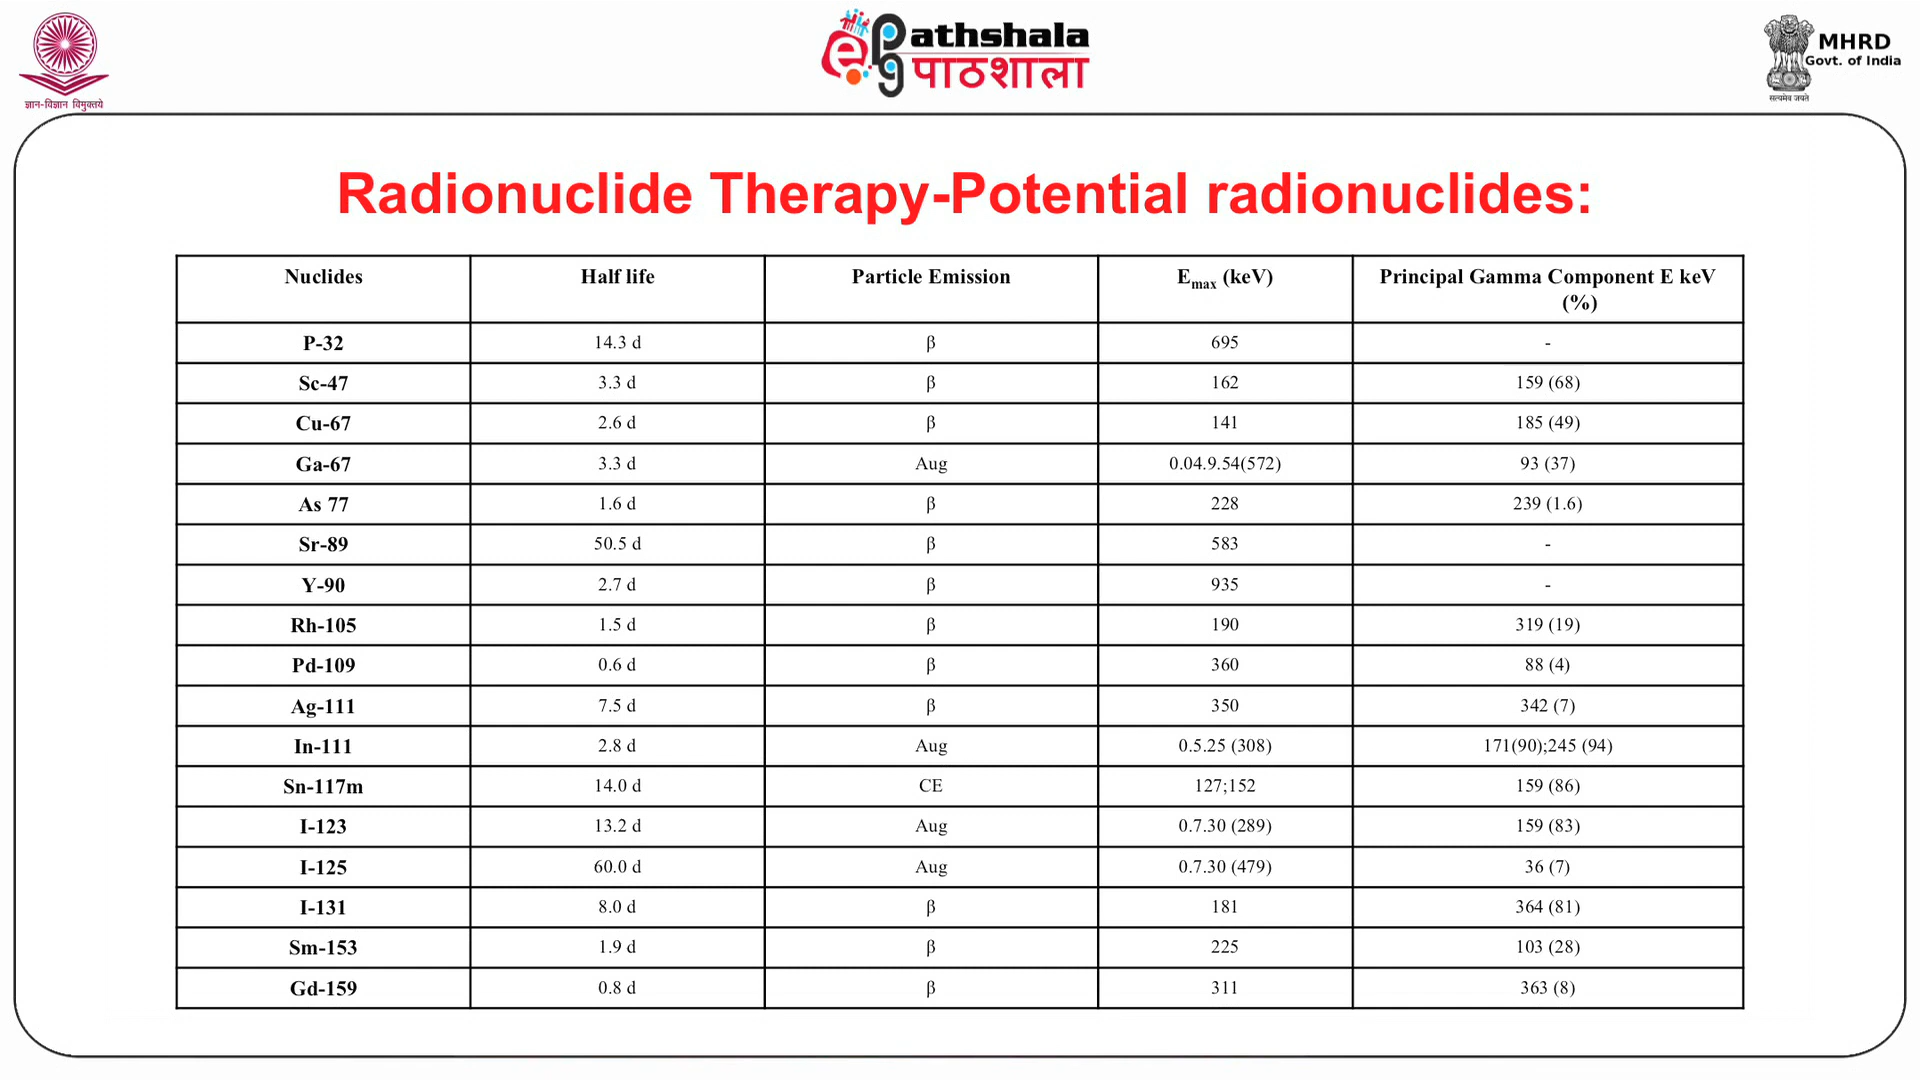 ज्ञान-विज्ञान विमुक्तये
ePathshala
पाठशाला
MHRD
Govt. of India
सत्यमेव जयते
Radionuclide Therapy-Potential radionuclides:
Nuclides Half life Particle Emission Emax (keV) Principal Gamma Component E keV
(%)
P-32 14.3 d β 695 -
Sc-47 3.3 d β 162 159 (68)
Cu-67 2.6 d β 141 185 (49)
Ga-67 3.3 d Aug 0.04.9.54(572) 93 (37)
As 77 1.6 d β 228 239 (1.6)
Sr-89 50.5 d β 583 -
Y-90 2.7 d β 935 -
Rh-105 1.5 d β 190 319 (19)
Pd-109 0.6 d β 360 88 (4)
Ag-111 7.5 d β 350 342 (7)
In-111 2.8 d Aug 0.5.25 (308) 171(90);245 (94)
Sn-117m 14.0 d CE 127;152 159 (86)
I-123 13.2 d Aug 0.7.30 (289) 159 (83)
I-125 60.0 d Aug 0.7.30 (479) 36 (7)
I-131 8.0 d β 181 364 (81)
Sm-153 1.9 d β 225 103 (28)
Gd-159 0.8 d β 311 363 (8)